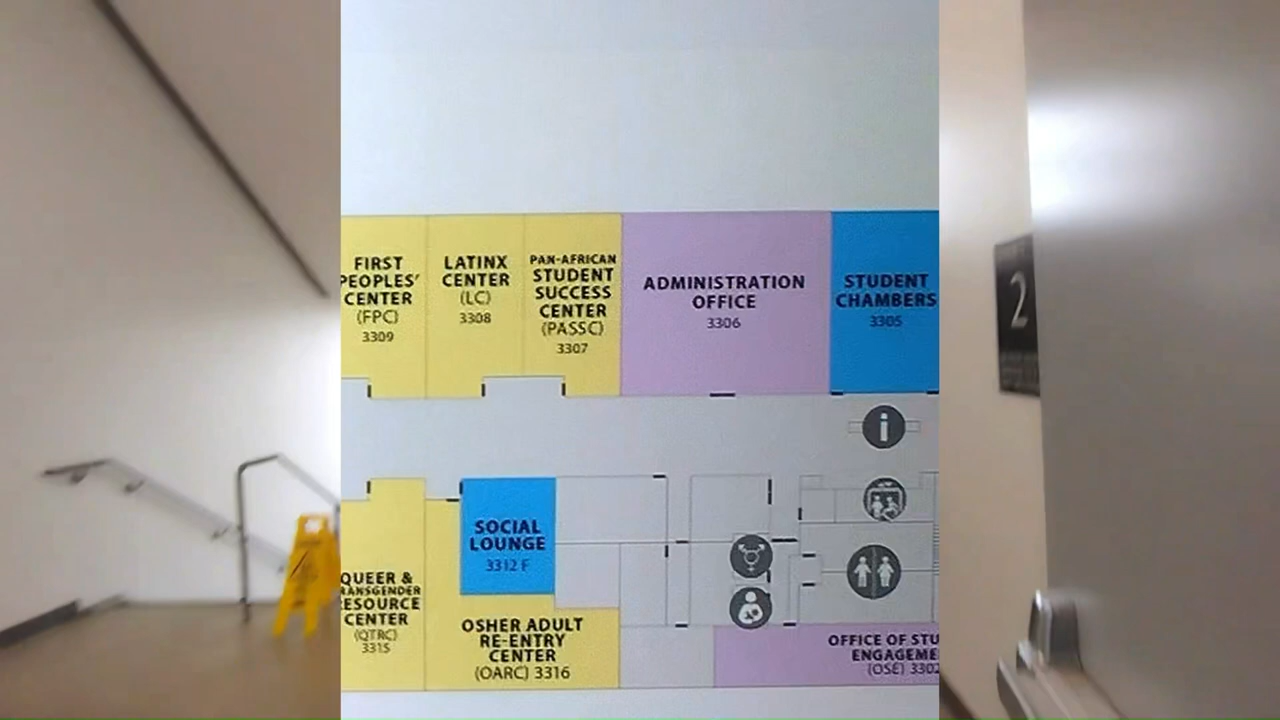 FIRST
PEOPLES'
CENTER
(FPC)
3309
LATINX
CENTER
(LC)
3308
PAN-AFRICAN
STUDENT
SUCCESS
CENTER
(PASSC)
3307
ADMINISTRATION
OFFICE
3306
STUDENT
CHAMBERS
3305
2
SOCIAL
LOUNGE
3312 F
QUEER &
RANSGENDER
RESOURCE
CENTER
(QTRC)
3315
OSHER ADULT
RE-ENTRY
CENTER
(OARC) 3316
OFFICE OF STU
ENGAGEME
(OSE) 3302